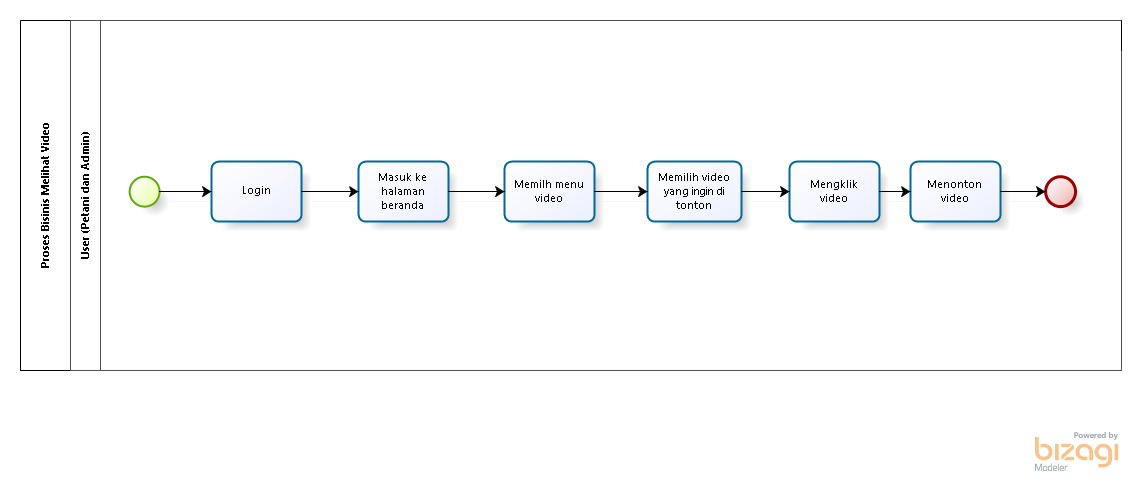 Proses Bisinis Melihat Video
User (Petani dan Admin)
Login
Masuk ke
halaman
beranda
Memilh menu
video
Memilih video
yang ingin di
tonton
Mengklik
video
Menonton
video
Powered by
bizagi
Modeler